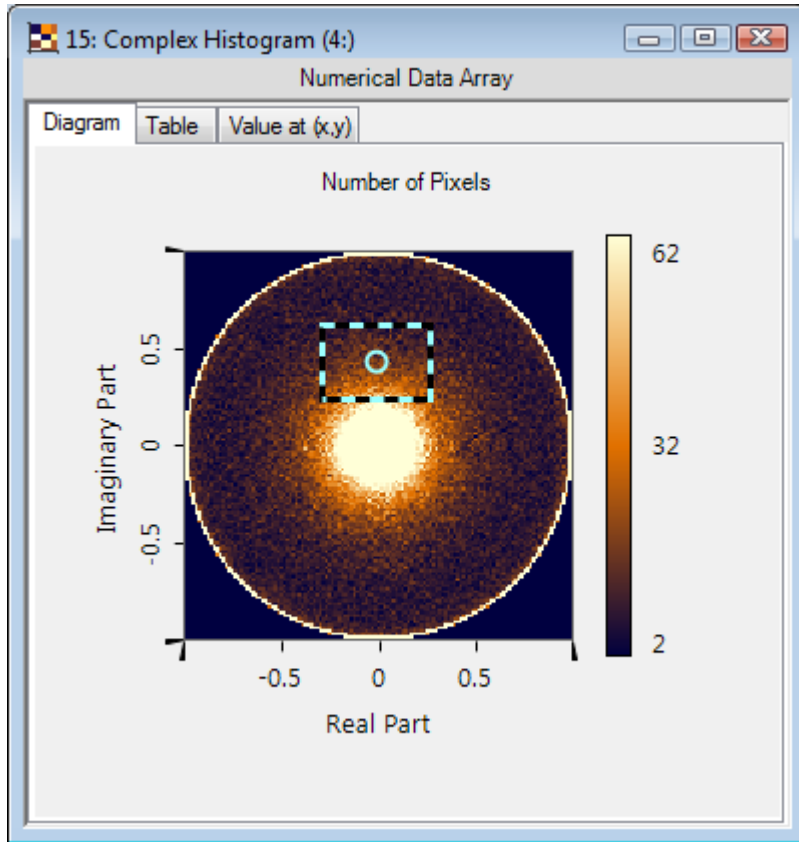 15: Complex Histogram (4:)
Numerical Data Array
Diagram Table Value at (x,y)
Number of Pixels
62
32
2
Imaginary Part
0.5
0
-0.5
-0.5 0 0.5
Real Part